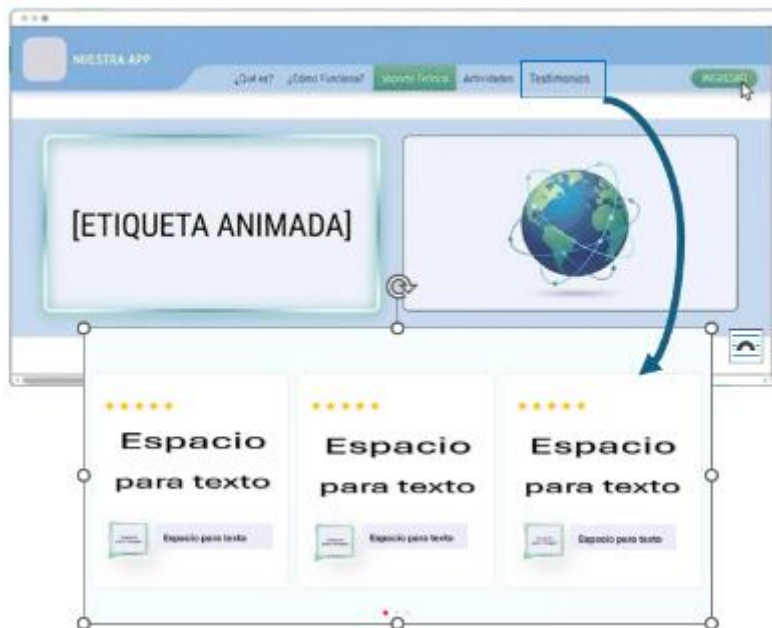 NUESTRA APP
¿Qué es? ¿Cómo Funciona? Soporte Técnico Actividades Testimonios INGRESAR
[ETIQUETA ANIMADA]
Espacio
para texto
Espacio para texto
Espacio
para texto
Espacio para texto
Espacio
para texto
Espacio para texto